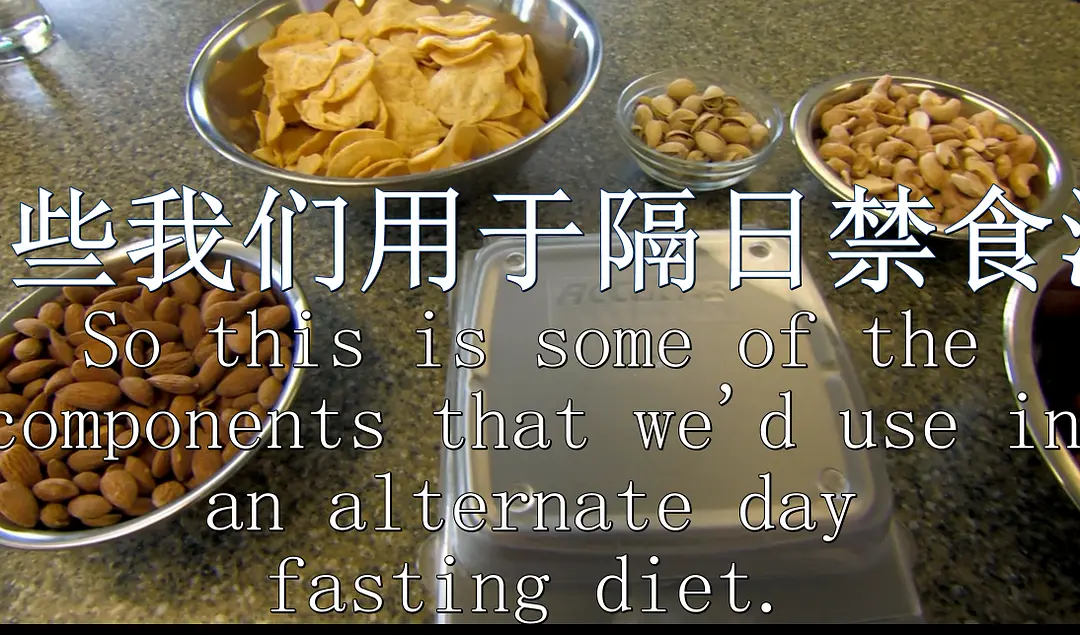 些我们用于隔日禁食
So this is some of the
components that we'd use in
an alternate day
fasting diet.